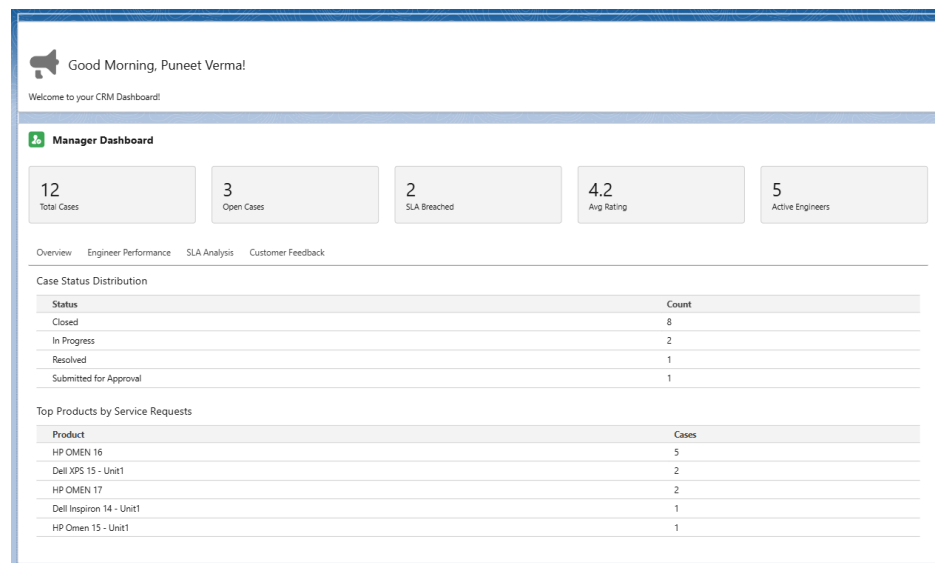 Good Morning, Puneet Verma!
Welcome to your CRM Dashboard!
Manager Dashboard
12 3 2 4.2 5
Total Cases Open Cases SLA Breached Avg Rating Active Engineers
Overview Engineer Performance SLA Analysis Customer Feedback
Case Status Distribution
Status Count
Closed 8
In Progress 2
Resolved 1
Submitted for Approval 1
Top Products by Service Requests
Product Cases
HP OMEN 16 5
Dell XPS 15 - Unit1 2
HP OMEN 17 2
Dell Inspiron 14 - Unit1 1
HP Omen 15 - Unit1 1